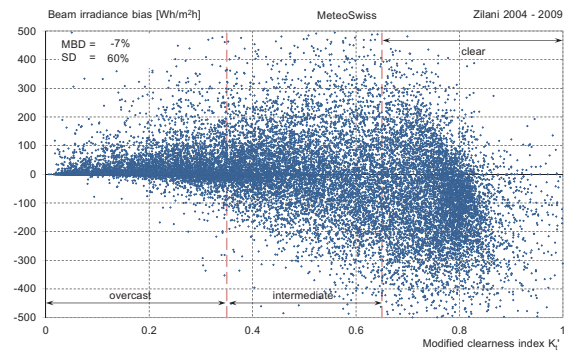 Beam irradiance bias [Wh/m²h] MeteoSwiss Zilani 2004 - 2009
500
MBD = -7%
SD = 60%
clear
400
300
200
100
0
-100
-200
-300
-400
overcast intermediate
-500
0 0.2 0.4 0.6 0.8 1
Modified clearness index Kt'